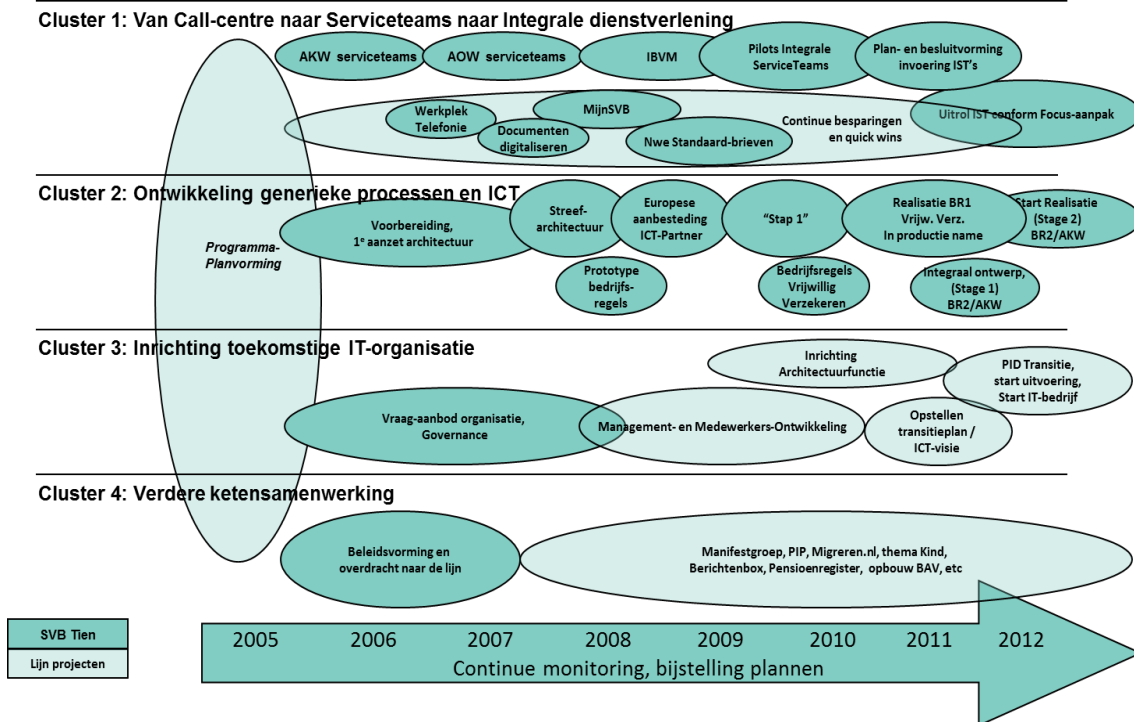 Cluster 1: Van Call-centre naar Serviceteams naar Integrale dienstverlening
AKW serviceteams
AOW serviceteams
IBVM
Pilots Integrale
ServiceTeams
Plan- en besluitvorming
invoering IST's
Werkplek
Telefonie
MijnSVB
Documenten
digitaliseren
Nwe Standaard-brieven
Continue besparingen
en quick wins
Uitrol IST conform Focus-aanpak
Cluster 2: Ontwikkeling generieke processen en ICT
Programma-
Planvorming
Voorbereiding,
1e aanzet architectuur
Streef-
architectuur
Europese
aanbesteding
ICT-Partner
“Stap 1”
Realisatie BR1
Vrijw. Verz.
In productie name
Start Realisatie
(Stage 2)
BR2/AKW
Prototype
bedrijfs-
regels
Bedrijfsregels
Vrijwillig
Verzekeren
Integraal ontwerp,
(Stage 1)
BR2/AKW
Cluster 3: Inrichting toekomstige IT-organisatie
Inrichting
Architectuurfunctie
PID Transitie,
start uitvoering,
Start IT-bedrijf
Vraag-aanbod organisatie,
Governance
Management- en Medewerkers-Ontwikkeling
Opstellen
transitieplan /
ICT-visie
Cluster 4: Verdere ketensamenwerking
Beleidsvorming en
overdracht naar de lijn
Manifestgroep, PIP, Migreren.nl, thema Kind,
Berichtenbox, Pensioenregister, opbouw BAV, etc
SVB Tien
Lijn projecten
2005 2006 2007 2008 2009 2010 2011 2012
Continue monitoring, bijstelling plannen